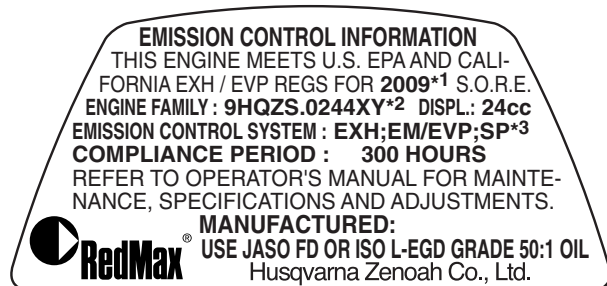 EMISSION CONTROL INFORMATION
THIS ENGINE MEETS U.S. EPA AND CALI-
FORNIA EXH / EVP REGS FOR 2009*1 S.O.R.E.
ENGINE FAMILY : 9HQZS.0244XY*2 DISPL.: 24cc
EMISSION CONTROL SYSTEM : EXH;EM/EVP;SP*3
COMPLIANCE PERIOD : 300 HOURS
REFER TO OPERATOR'S MANUAL FOR MAINTE-
NANCE, SPECIFICATIONS AND ADJUSTMENTS.
MANUFACTURED:
RedMax® USE JASO FD OR ISO L-EGD GRADE 50:1 OIL
Husqvarna Zenoah Co., Ltd.